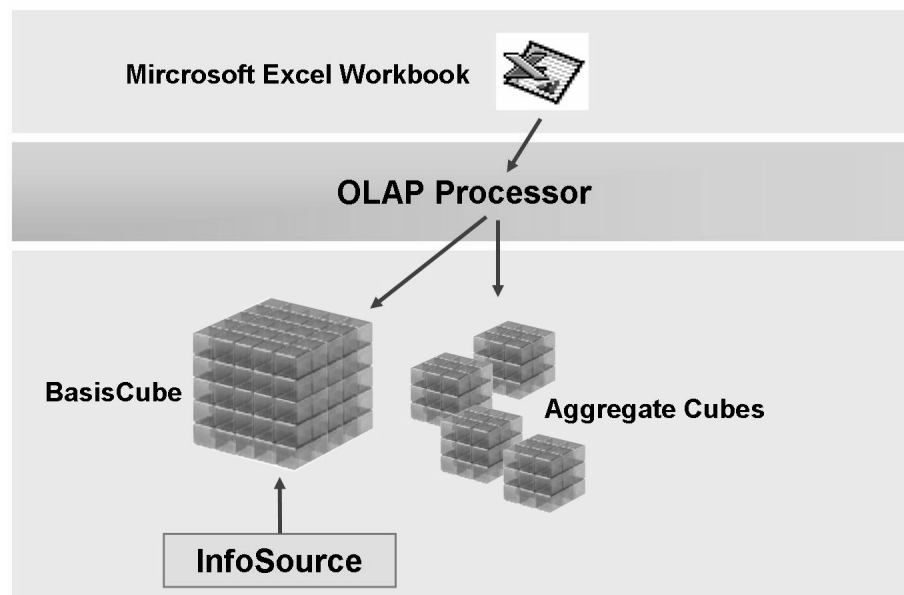 Mircrosoft Excel Workbook
OLAP Processor
BasisCube
Aggregate Cubes
InfoSource